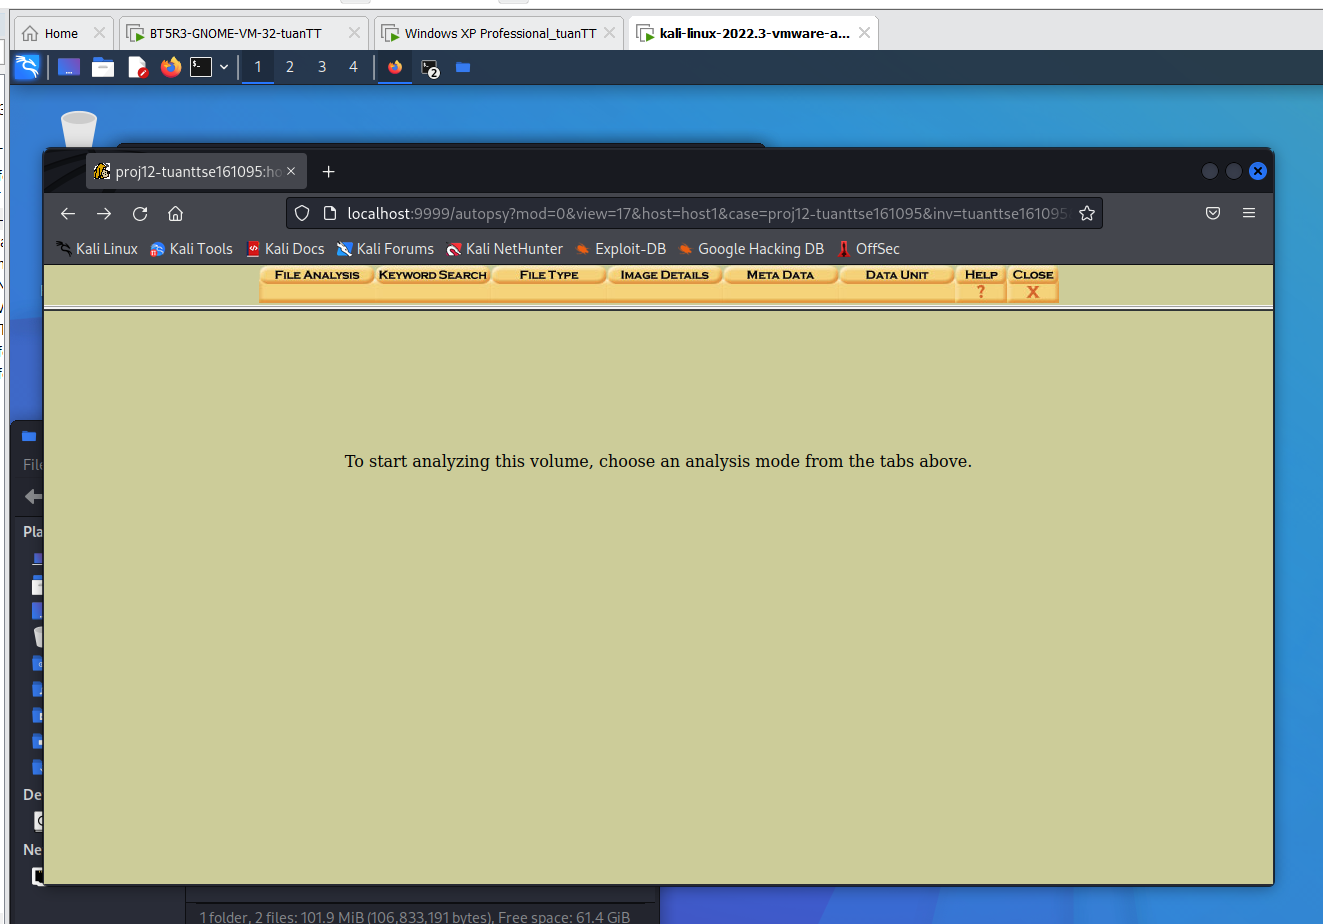 Home
BT5R3-GNOME-VM-32-tuanTT
Windows XP Professional_tuanTT
kali-linux-2022.3-vmware-a...
1 2 3 4
2
proj12-tuanttse161095:ho
localhost:9999/autopsy?mod=0&view=17&host=host1&case=proj12-tuanttse161095&inv=tuanttse161095
Kali Linux Kali Tools Kali Docs Kali Forums Kali NetHunter Exploit-DB Google Hacking DB OffSec
FILE ANALYSIS KEYWORD SEARCH FILE TYPE IMAGE DETAILS META DATA DATA UNIT HELP CLOSE
? X
To start analyzing this volume, choose an analysis mode from the tabs above.
File
Pla
De
Ne
1 folder, 2 files: 101.9 MiB (106,833,191 bytes), Free space: 61.4 GiB